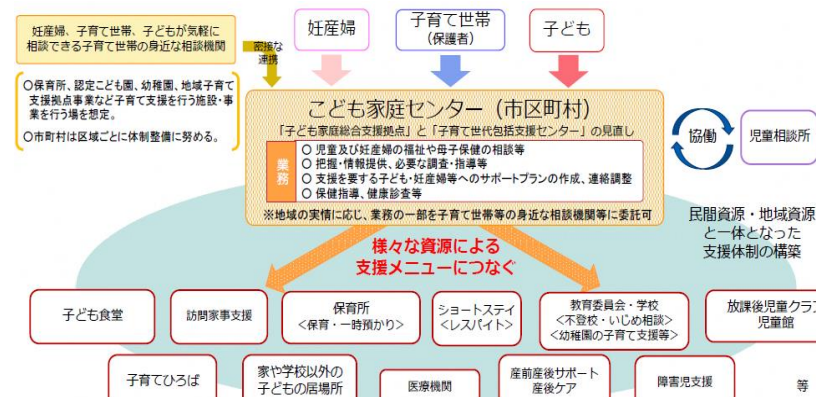 妊産婦、子育て世帯、子どもが気軽に
相談できる子育て世帯の身近な相談機関
密接な
連携
妊産婦
子育て世帯
(保護者)
子ども
○保育所、認定こども園、幼稚園、地域子育て
支援拠点事業など子育て支援を行う施設・事
業を行う場を想定。
○市町村は区域ごとに体制整備に努める。
こども家庭センター(市区町村)
「子ども家庭総合支援拠点」と「子育て世代包括支援センター」の見直し
業務
○ 児童及び妊産婦の福祉や母子保健の相談等
○ 把握・情報提供、必要な調査・指導等
○ 支援を要する子ども・妊産婦等へのサポートプランの作成、連絡調整
○ 保健指導、健康診査等
※地域の実情に応じ、業務の一部を子育て世帯等の身近な相談機関等に委託可
協働
児童相談所
様々な資源による
支援メニューにつなぐ
民間資源・地域資源
と一体となった
支援体制の構築
子ども食堂
訪問家事支援
保育所
<保育・一時預かり>
ショートステイ
<レスパイト>
教育委員会・学校
<不登校・いじめ相談>
<幼稚園の子育て支援等>
放課後児童クラブ
児童館
子育てひろば
家や学校以外の
子どもの居場所
医療機関
産前産後サポート
産後ケア
障害児支援
等